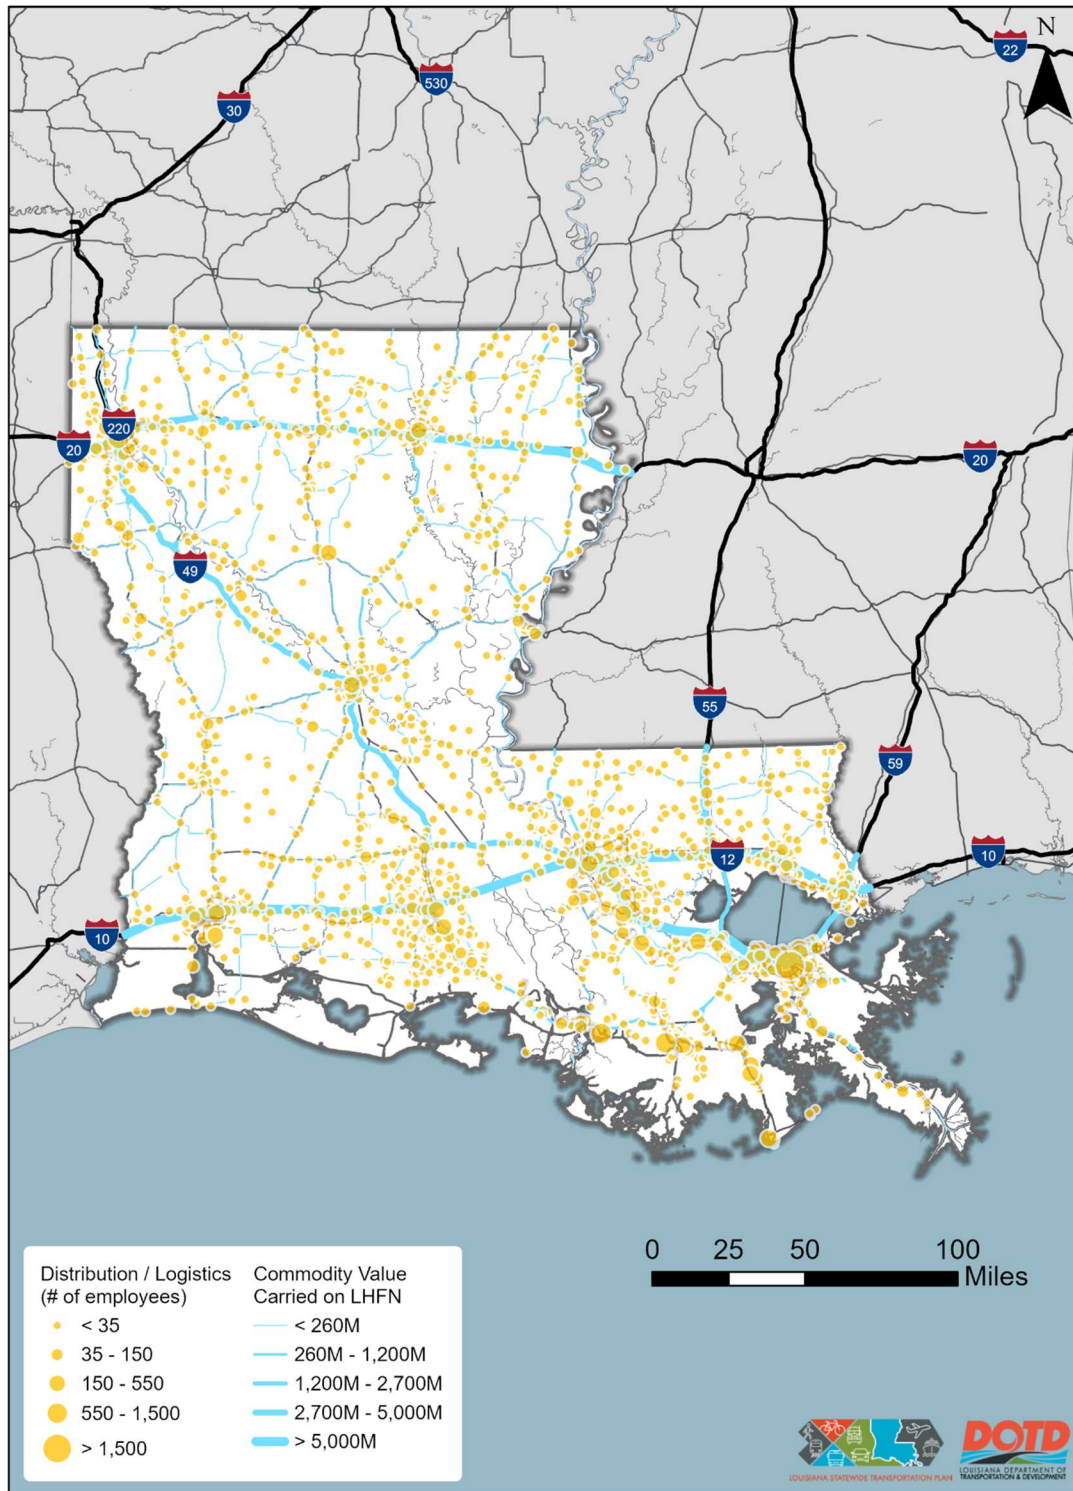 N
22
530
30
220
20
20
49
55
59
12
10
10
0 25 50 100
Miles
Distribution / Logistics
(# of employees)
< 35
35 - 150
150 - 550
550 - 1,500
> 1,500
Commodity Value
Carried on LHFN
< 260M
260M - 1,200M
1,200M - 2,700M
2,700M - 5,000M
> 5,000M
LOUISIANA STATEWIDE TRANSPORTATION PLAN
DOTD
LOUISIANA DEPARTMENT OF
TRANSPORTATION & DEVELOPMENT